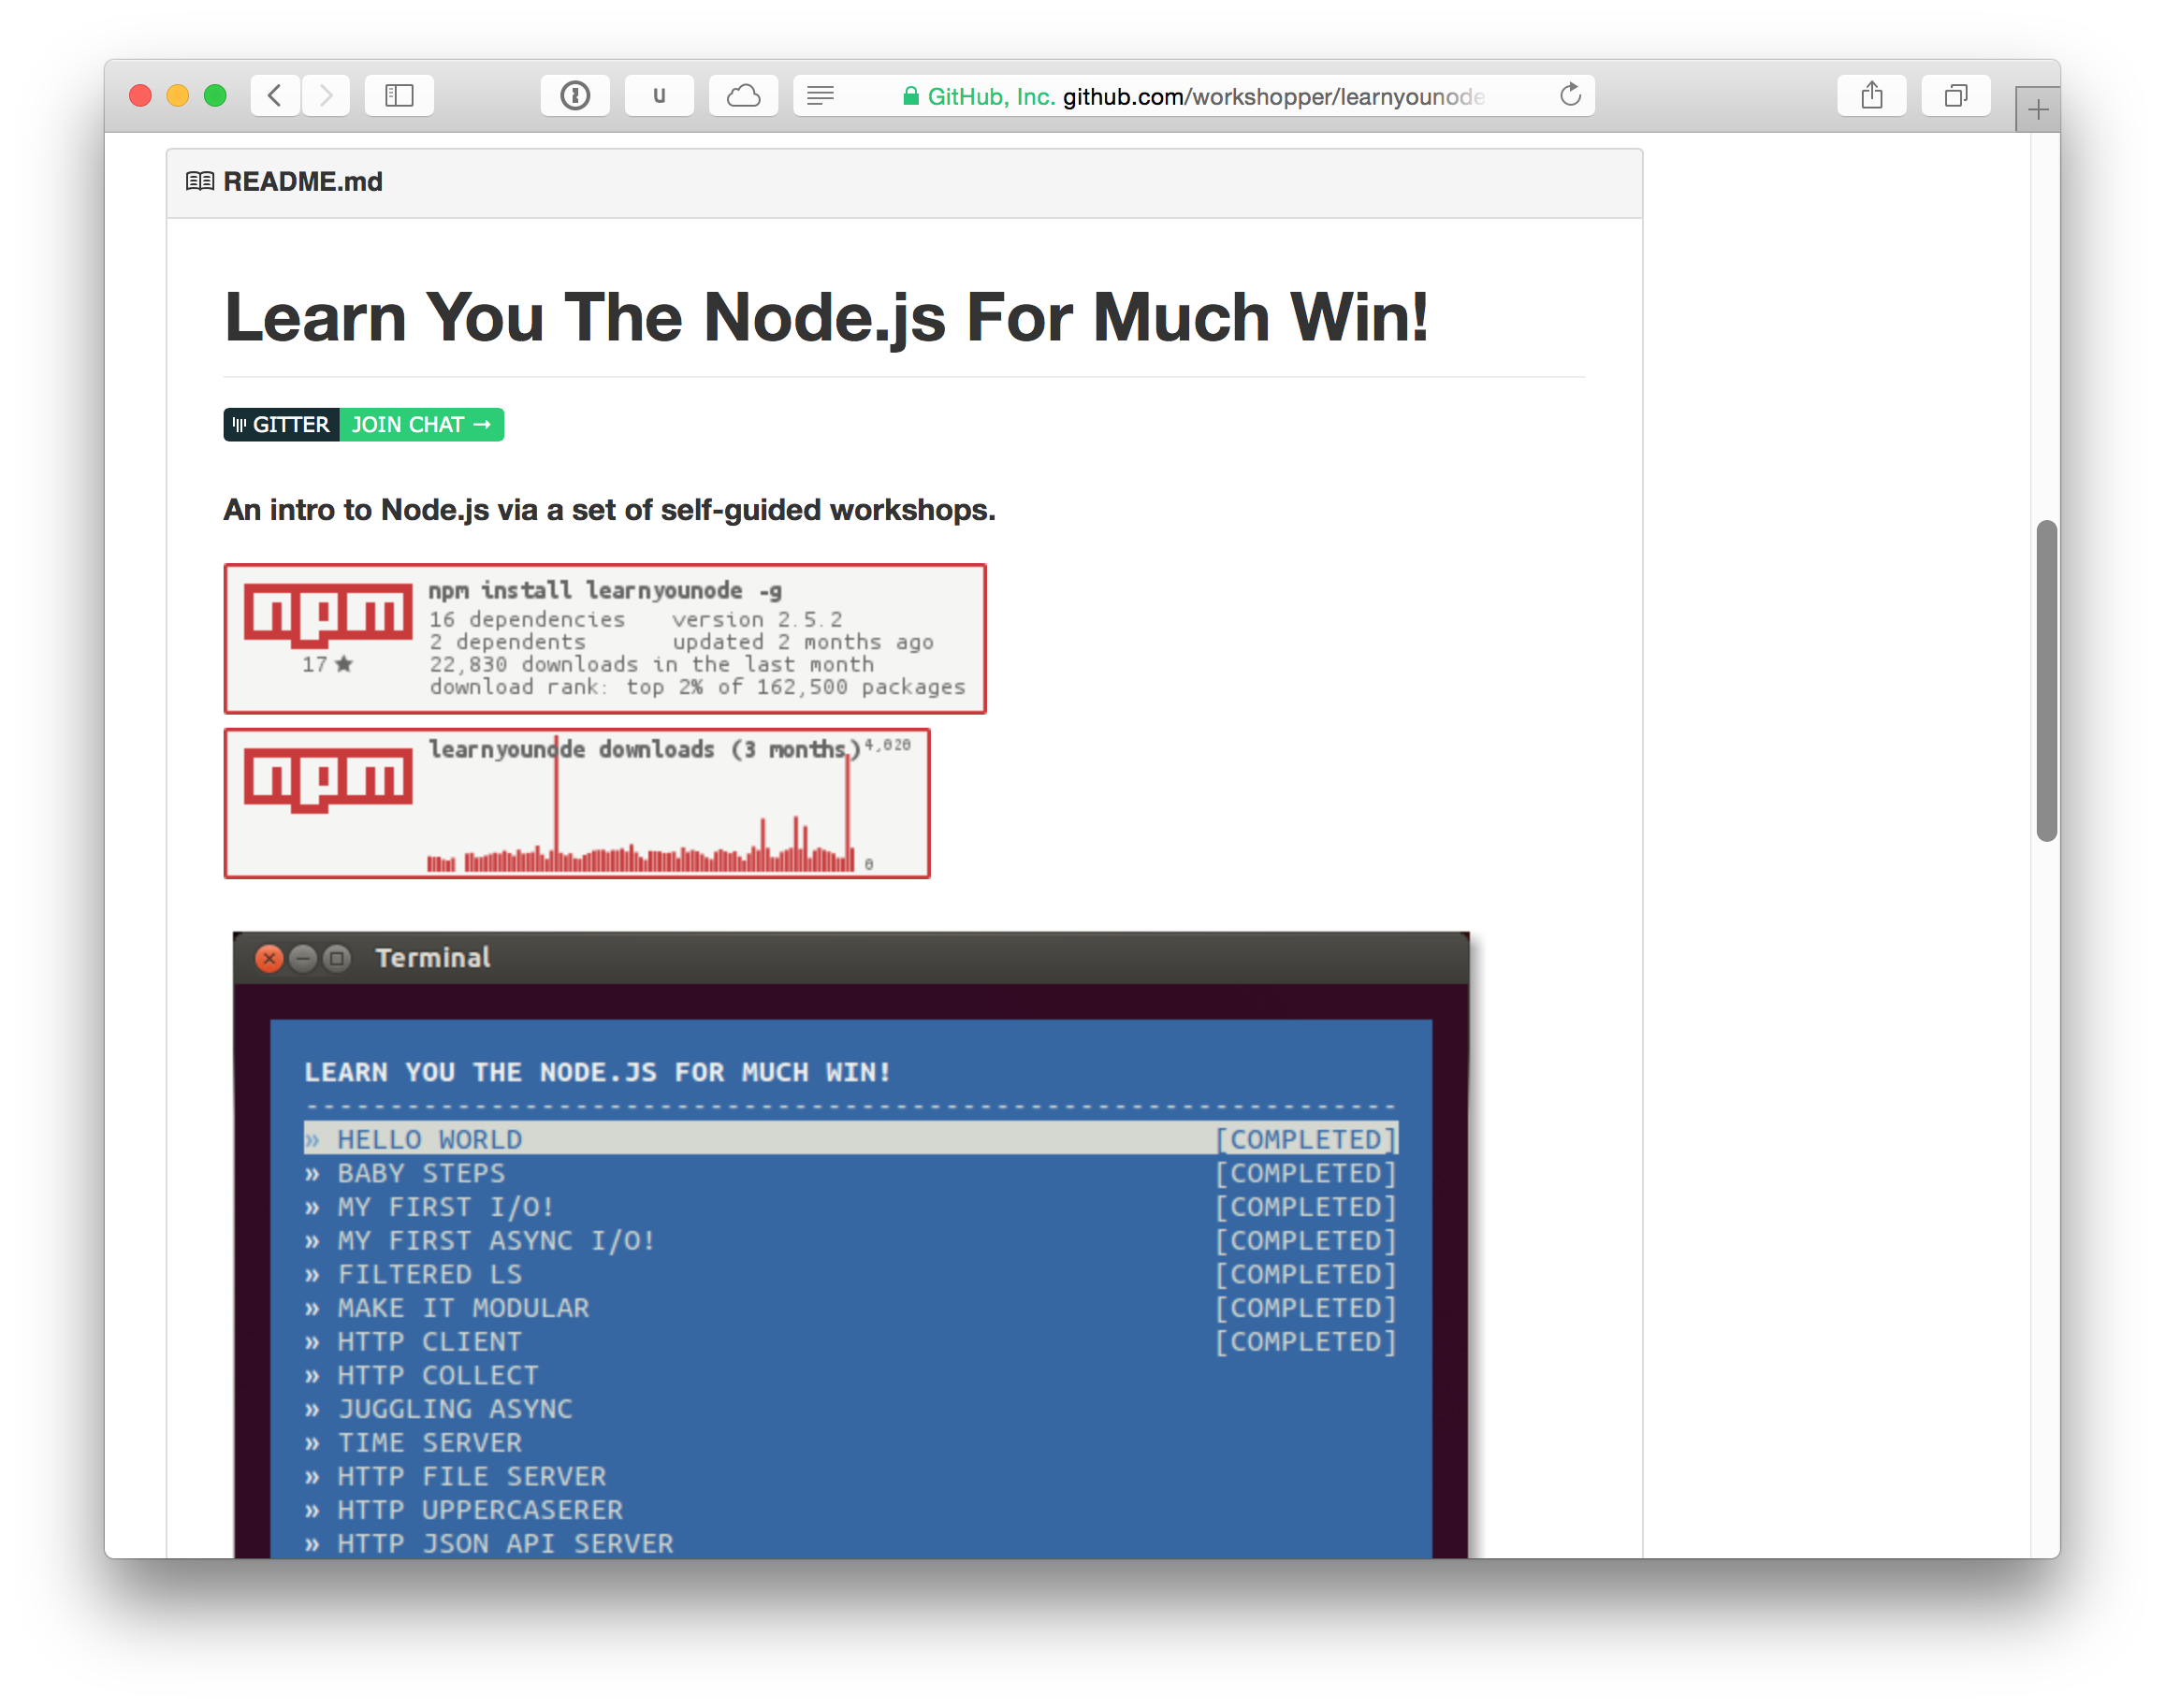 GitHub, Inc. github.com/workshopper/learnyounode
README.md
Learn You The Node.js For Much Win!
GITTER JOIN CHAT →
An intro to Node.js via a set of self-guided workshops.
npm
17 ★
npm install learnyounode -g
16 dependencies version 2.5.2
2 dependents updated 2 months ago
22,830 downloads in the last month
download rank: top 2% of 162,500 packages
npm
learnyounode downloads (3 months) 4,020
0
Terminal
LEARN YOU THE NODE.JS FOR MUCH WIN!
--------------------------------------------------------------------
» HELLO WORLD [COMPLETED]
» BABY STEPS [COMPLETED]
» MY FIRST I/O! [COMPLETED]
» MY FIRST ASYNC I/O! [COMPLETED]
» FILTERED LS [COMPLETED]
» MAKE IT MODULAR [COMPLETED]
» HTTP CLIENT [COMPLETED]
» HTTP COLLECT
» JUGGLING ASYNC
» TIME SERVER
» HTTP FILE SERVER
» HTTP UPPERCASERER
» HTTP JSON API SERVER